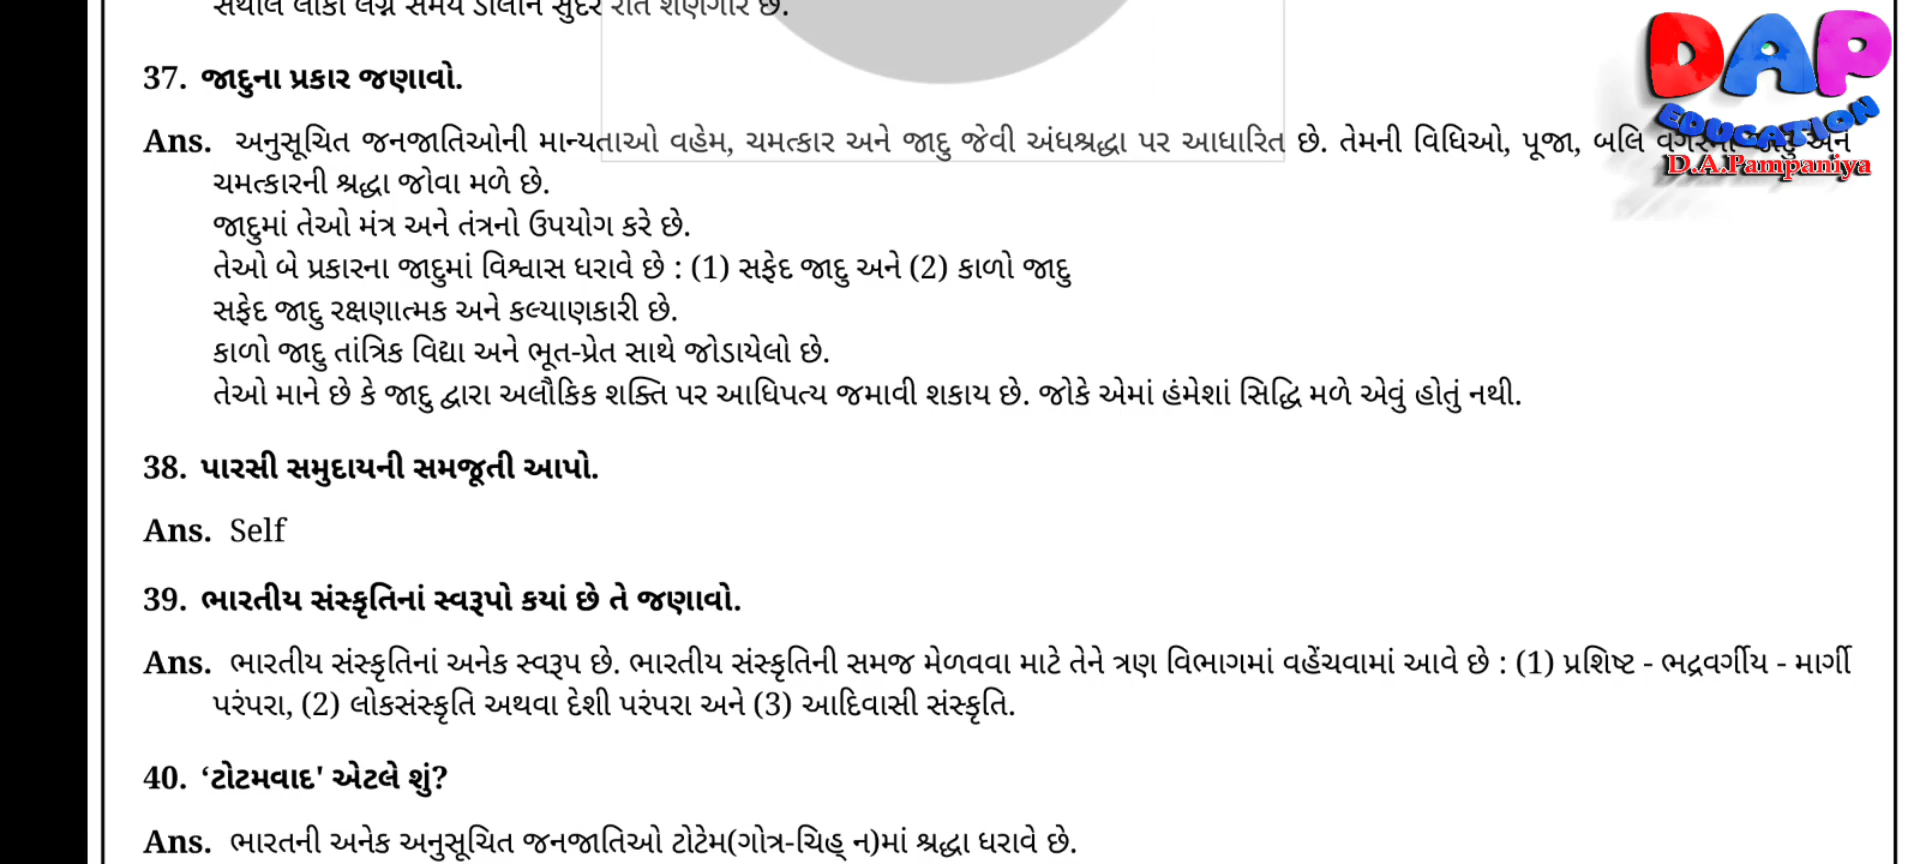 સંથાલ લોકો લગ્ન સમયે ડોલીને સુંદર રીતે શણગારે છે.
37. જાદુના પ્રકાર જણાવો.
Ans. અનુસૂચિત જનજાતિઓની માન્યતાઓ વહેમ, ચમત્કાર અને જાદુ જેવી અંધશ્રદ્ધા પર આધારિત છે. તેમની વિધિઓ, પૂજા, બલિ
ચમત્કારની શ્રદ્ધા જોવા મળે છે.
જાદુમાં તેઓ મંત્ર અને તંત્રનો ઉપયોગ કરે છે.
તેઓ બે પ્રકારના જાદુમાં વિશ્વાસ ધરાવે છે : (1) સફેદ જાદુ અને (2) કાળો જાદુ
સફેદ જાદુ રક્ષણાત્મક અને કલ્યાણકારી છે.
કાળો જાદુ તાંત્રિક વિદ્યા અને ભૂત-પ્રેત સાથે જોડાયેલો છે.
તેઓ માને છે કે જાદુ દ્વારા અલૌકિક શક્તિ પર આધિપત્ય જમાવી શકાય છે. જોકે એમાં હંમેશાં સિદ્ધિ મળે એવું હોતું નથી.
38. પારસી સમુદાયની સમજૂતી આપો.
Ans. Self
39. ભારતીય સંસ્કૃતિનાં સ્વરૂપો કયાં છે તે જણાવો.
Ans. ભારતીય સંસ્કૃતિનાં અનેક સ્વરૂપ છે. ભારતીય સંસ્કૃતિની સમજ મેળવવા માટે તેને ત્રણ વિભાગમાં વહેંચવામાં આવે છે : (1) પ્રશિષ્ટ - ભદ્રવર્ગીય - માર્ગી
પરંપરા, (2) લોકસંસ્કૃતિ અથવા દેશી પરંપરા અને (3) આદિવાસી સંસ્કૃતિ.
40. ‘ટોટમવાદ' એટલે શું?
Ans. ભારતની અનેક અનુસૂચિત જનજાતિઓ ટોટેમ(ગોત્ર-ચિહ્ ન)માં શ્રદ્ધા ધરાવે છે.
DAP
EDUCATION
D.A.Pampaniya